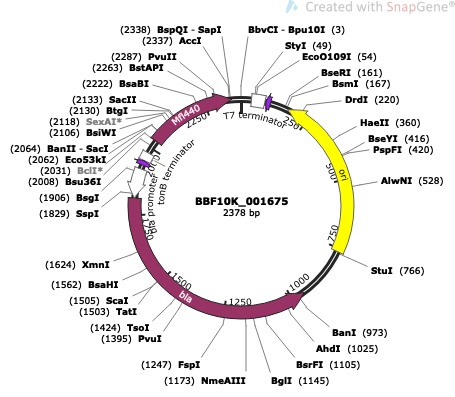 Created with SnapGene®
(2338) BspQI - SapI
(2337) AccI
(2287) PvuII
(2263) BstAPI
(2222) BsaBI
(2133) SacII
(2130) BtgI
(2118) SexAI*
(2106) BsiWI
(2064) BanII - SacI
(2062) Eco53kI
(2031) BclI*
(2008) Bsu36I
(1906) BsgI
(1829) SspI
(1624) XmnI
(1562) BsaHI
(1505) ScaI
(1503) TatI
(1424) TsoI
(1395) PvuI
(1247) FspI
(1173) NmeAIII
BbvCI - Bpu10I (3)
StyI (49)
EcoO109I (54)
BseRI (161)
BsmI (167)
DrdI (220)
HaeII (360)
BseYI (416)
PspFI (420)
AlwNI (528)
StuI (766)
BanI (973)
AhdI (1025)
BsrFI (1105)
BglI (1145)
Mfl440
T7 terminator
tonB terminator
bla promoter
ori
bla
250
500
750
1000
1250
1500
2250
BBF10K_001675
2378 bp